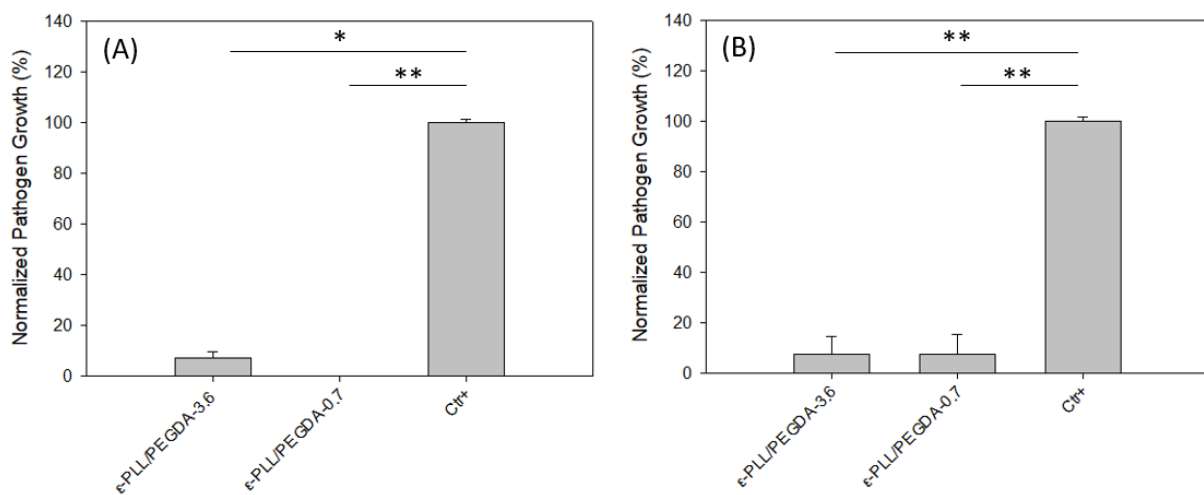 (A)
*
**
Normalized Pathogen Growth (%)
140
120
100
80
60
40
20
0
ε-PLL/PEGDA-3.6
ε-PLL/PEGDA-0.7
Ctr+
(B)
**
**
Normalized Pathogen Growth (%)
140
120
100
80
60
40
20
0
ε-PLL/PEGDA-3.6
ε-PLL/PEGDA-0.7
Ctr+